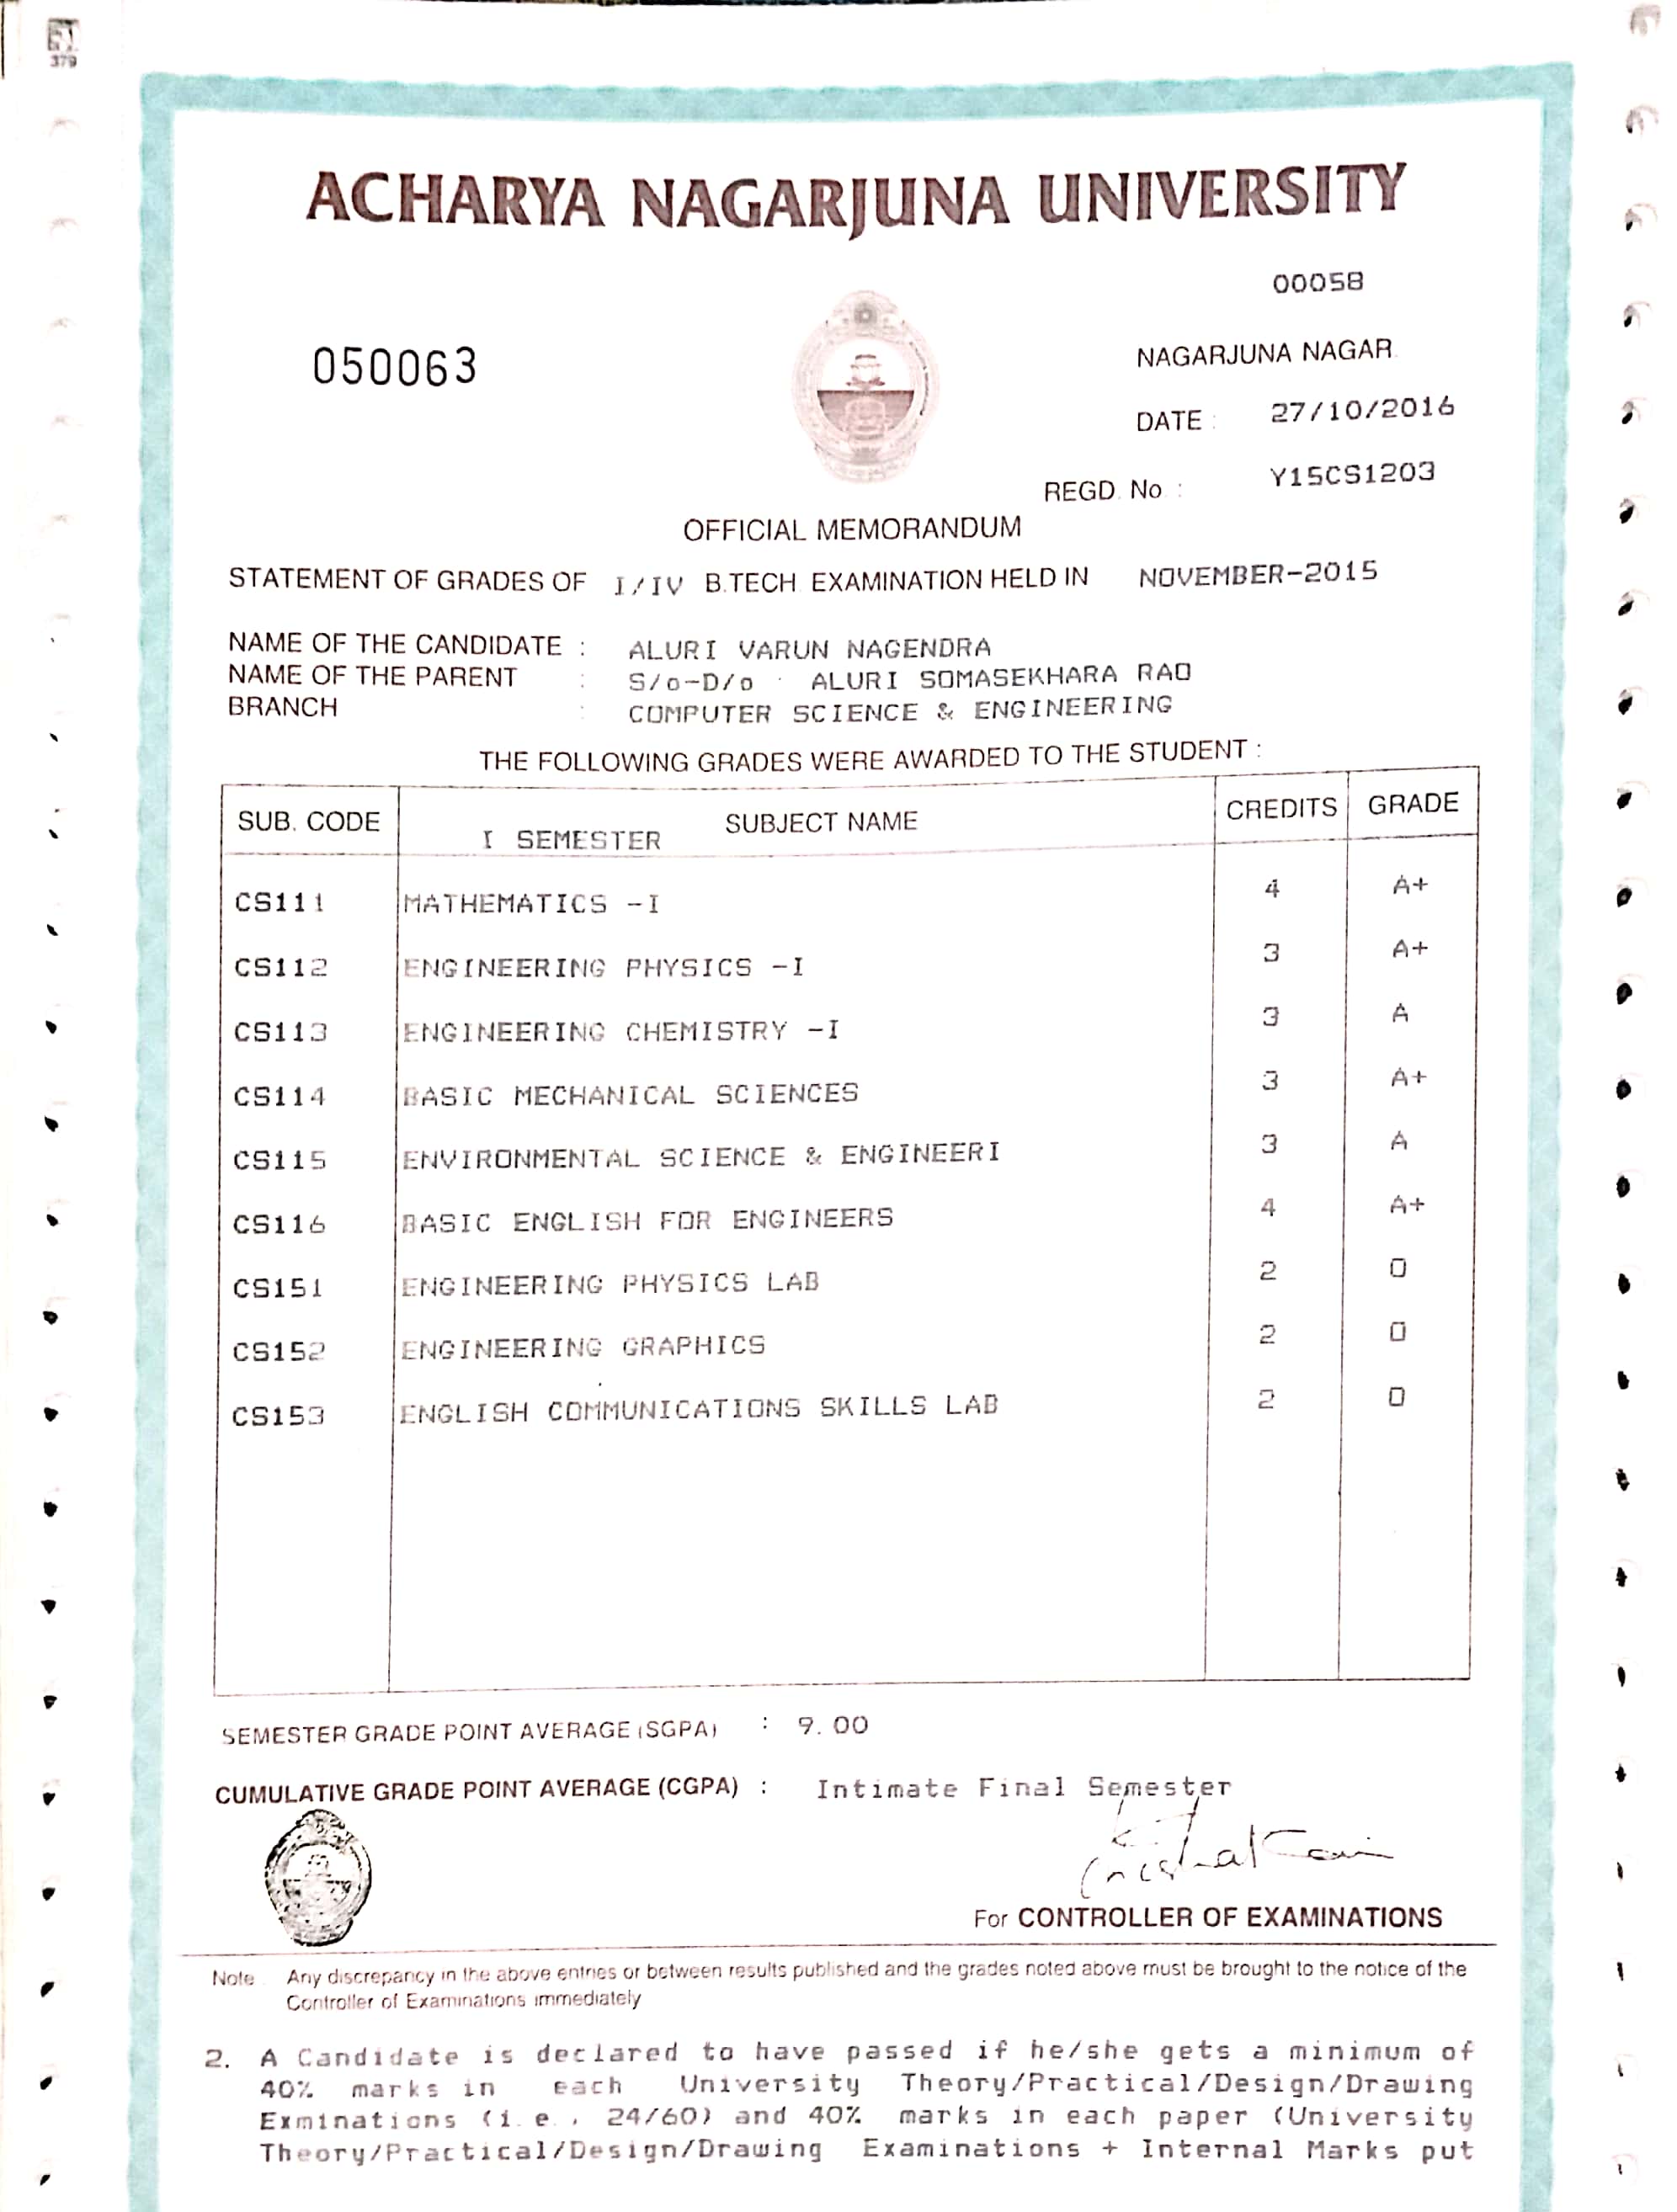 379
ACHARYA NAGARJUNA UNIVERSITY
00058
050063
NAGARJUNA NAGAR
DATE : 27/10/2016
REGD. No : Y15CS1203
OFFICIAL MEMORANDUM
STATEMENT OF GRADES OF I/IV B.TECH EXAMINATION HELD IN NOVEMBER-2015
NAME OF THE CANDIDATE : ALURI VARUN NAGENDRA
NAME OF THE PARENT : S/o-D/o ALURI SOMASEKHARA RAO
BRANCH : COMPUTER SCIENCE & ENGINEERING
THE FOLLOWING GRADES WERE AWARDED TO THE STUDENT :
SUB. CODE SUBJECT NAME CREDITS GRADE
I SEMESTER
CS111 MATHEMATICS -I 4 A+
CS112 ENGINEERING PHYSICS -I 3 A+
CS113 ENGINEERING CHEMISTRY -I 3 A
CS114 BASIC MECHANICAL SCIENCES 3 A+
CS115 ENVIRONMENTAL SCIENCE & ENGINEERI 3 A
CS116 BASIC ENGLISH FOR ENGINEERS 4 A+
CS151 ENGINEERING PHYSICS LAB 2 O
CS152 ENGINEERING GRAPHICS 2 O
CS153 ENGLISH COMMUNICATIONS SKILLS LAB 2 O
SEMESTER GRADE POINT AVERAGE (SGPA) : 9.00
CUMULATIVE GRADE POINT AVERAGE (CGPA) : Intimate Final Semester
For CONTROLLER OF EXAMINATIONS
Note Any discrepancy in the above entries or between results published and the grades noted above must be brought to the notice of the
Controller of Examinations immediately
2. A Candidate is declared to have passed if he/she gets a minimum of
40% marks in each University Theory/Practical/Design/Drawing
Exminations (i.e., 24/60) and 40% marks in each paper (University
Theory/Practical/Design/Drawing Examinations + Internal Marks put